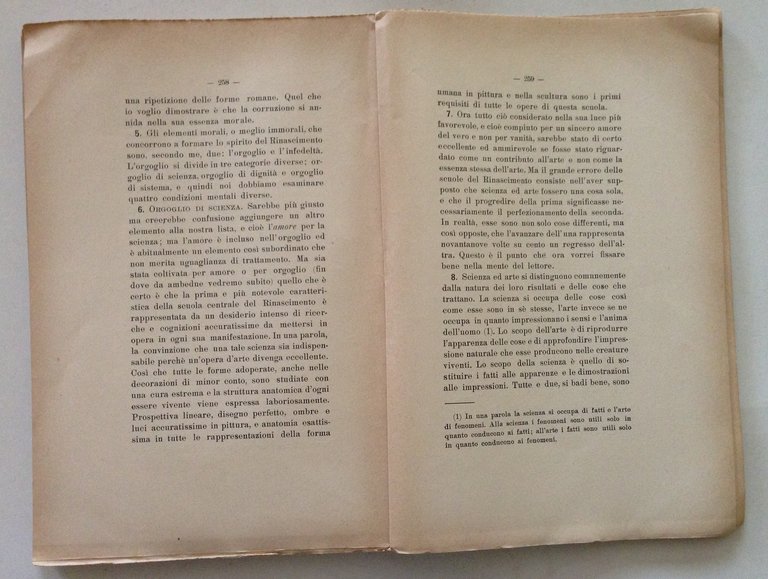 — 258 —
una ripetizione delle forme romane. Quel che
io voglio dimostrare è che la corruzione si an-
nida nella sua essenza morale.
5. Gli elementi morali, o meglio immorali, che
concorrono a formare lo spirito del Rinascimento
sono, secondo me, due: l'orgoglio e l'infedeltà.
L'orgoglio si divide in tre categorie diverse; or-
goglio di scienza, orgoglio di dignità e orgoglio
di sistema, e quindi noi dobbiamo esaminare
quattro condizioni mentali diverse.
6. ORGOGLIO DI SCIENZA. Sarebbe più giusto
ma creerebbe confusione aggiungere un altro
elemento alla nostra lista, e cioè l'amore per la
scienza; ma l'amore è incluso nell'orgoglio ed
è abitualmente un elemento così subordinato che
non merita uguaglianza di trattamento. Ma sia
stata coltivata per amore o per orgoglio (fin
dove da ambedue vedremo subito) quello che è
certo è che la prima e più notevole caratteri-
stica della scuola centrale del Rinascimento è
rappresentata da un desiderio intenso di ricer-
che e cognizioni accuratissime da mettersi in
opera in ogni sua manifestazione. In una parola,
la convinzione che una tale scienza sia indispen-
sabile perchè un'opera d'arte divenga eccellente.
Così che tutte le forme adoperate, anche nelle
decorazioni di minor conto, sono studiate con
una cura estrema e la struttura anatomica d'ogni
essere vivente viene espressa laboriosamente.
Prospettiva lineare, disegno perfetto, ombre e
luci accuratissime in pittura, e anatomia esattis-
sima in tutte le rappresentazioni della forma
— 259 —
umana in pittura e nella scultura sono i primi
requisiti di tutte le opere di questa scuola.
7. Ora tutto ciò considerato nella sua luce più
favorevole, e cioè compiuto per un sincero amore
del vero e non per vanità, sarebbe stato di certo
eccellente ed ammirevole se fosse stato riguar-
dato come un contributo all'arte e non come la
essenza stessa dell'arte. Ma il grande errore delle
scuole del Rinascimento consiste nell'aver sup-
posto che scienza ed arte fossero una cosa sola,
e che il progredire della prima significasse ne-
cessariamente il perfezionamento della seconda.
In realtà, esse sono non solo cose differenti, ma
così opposte, che l'avanzare dell'una rappresenta
novantanove volte su cento un regresso dell'al-
tra. Questo è il punto che ora vorrei fissare
bene nella mente del lettore.
8. Scienza ed arte si distinguono comunemente
dalla natura dei loro risultati e delle cose che
trattano. La scienza si occupa delle cose così
come esse sono in sè stesse, l'arte invece se ne
occupa in quanto impressionano i sensi e l'anima
dell'uomo (1). Lo scopo dell'arte è di riprodurre
l'apparenza delle cose e di approfondire l'impres-
sione naturale che esse producono nelle creature
viventi. Lo scopo della scienza è quello di so-
stituire i fatti alle apparenze e le dimostrazioni
alle impressioni. Tutte e due, si badi bene, sono
(1) In una parola la scienza si occupa di fatti e l'arte
di fenomeni. Alla scienza i fenomeni sono utili solo in
quanto conducono ai fatti; all'arte i fatti sono utili solo
in quanto conducono ai fenomeni.